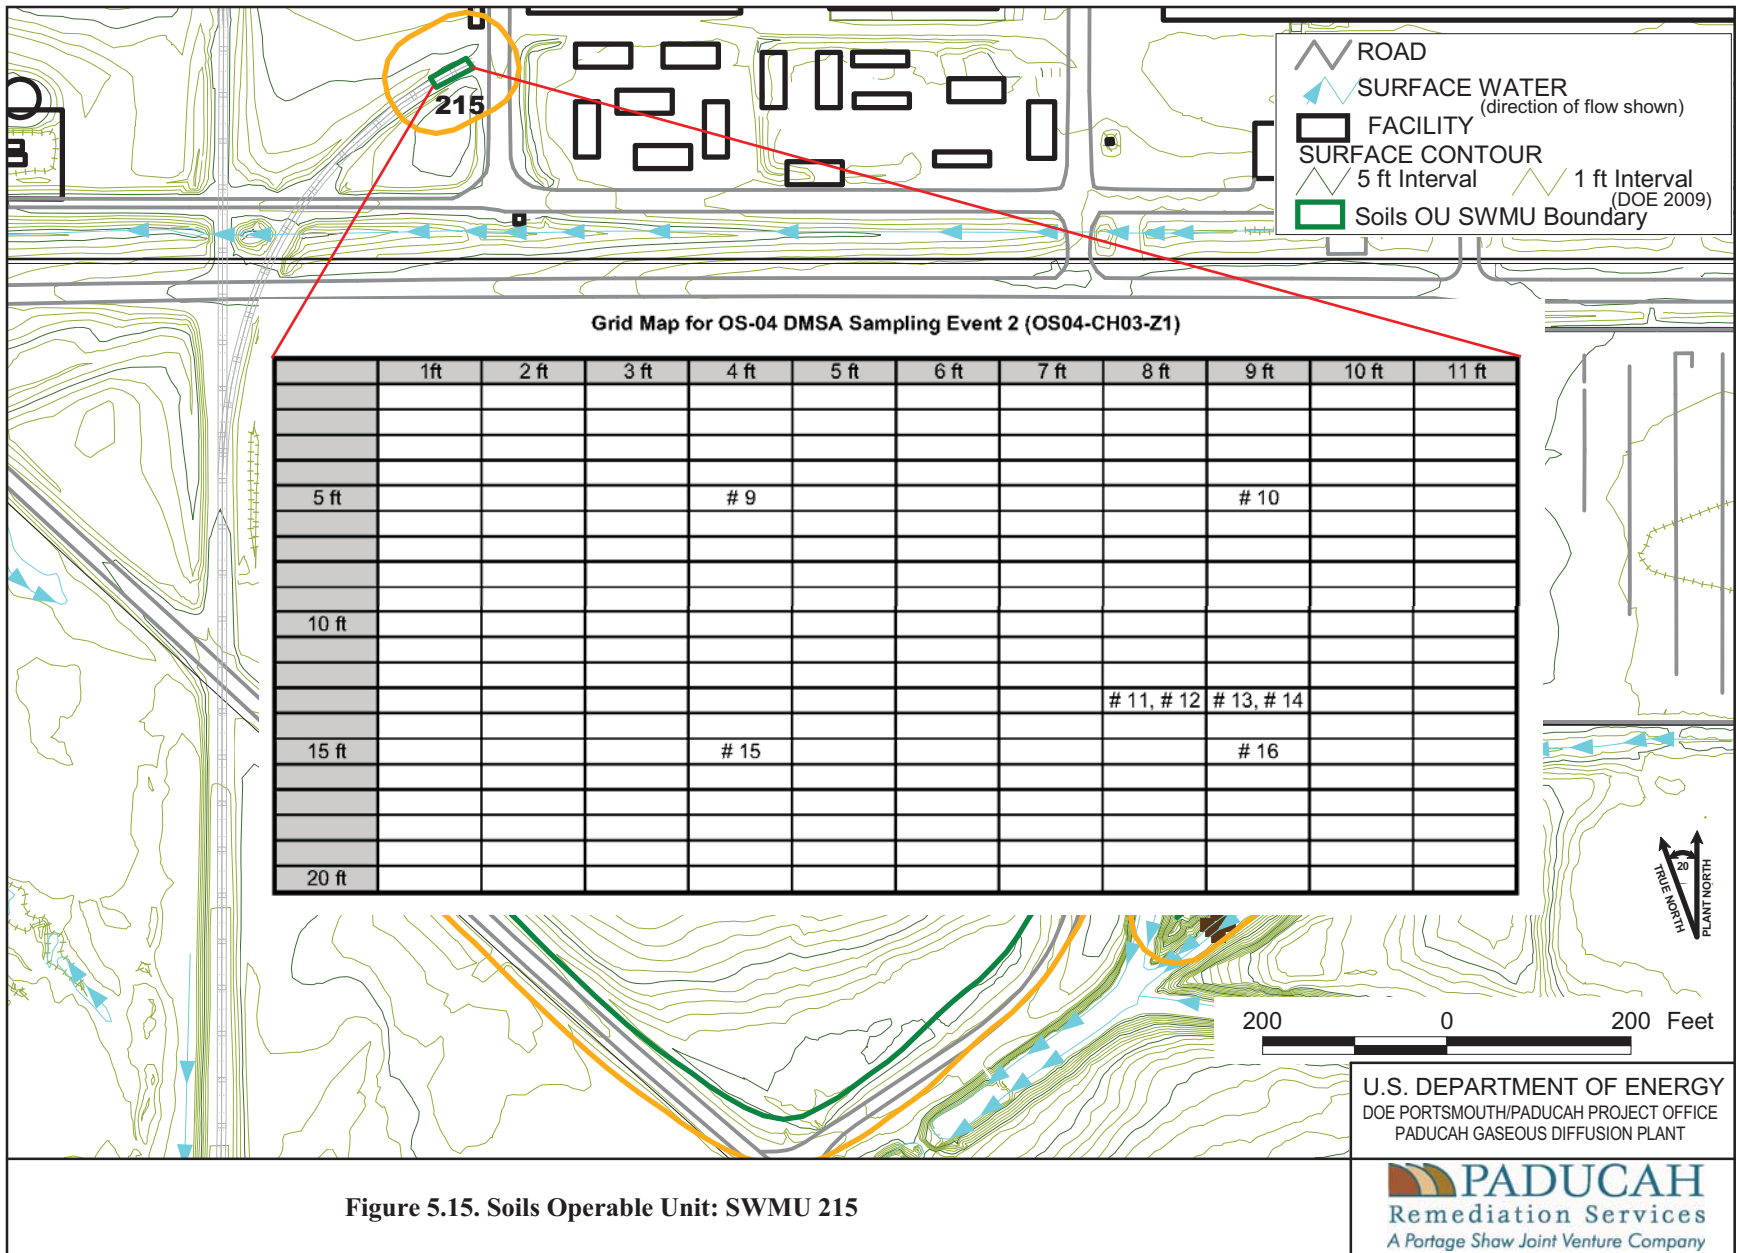 215
ROAD
SURFACE WATER
(direction of flow shown)
FACILITY
SURFACE CONTOUR
5 ft Interval 1 ft Interval
(DOE 2009)
Soils OU SWMU Boundary
Grid Map for OS-04 DMSA Sampling Event 2 (OS04-CH03-Z1)
1ft 2 ft 3 ft 4 ft 5 ft 6 ft 7 ft 8 ft 9 ft 10 ft 11 ft
5 ft # 9 # 10
10 ft
# 11, # 12 # 13, # 14
15 ft # 15 # 16
20 ft
20
TRUE NORTH
PLANT NORTH
200 0 200 Feet
U.S. DEPARTMENT OF ENERGY
DOE PORTSMOUTH/PADUCAH PROJECT OFFICE
PADUCAH GASEOUS DIFFUSION PLANT
PADUCAH
Remediation Services
A Portage Shaw Joint Venture Company
Figure 5.15. Soils Operable Unit: SWMU 215